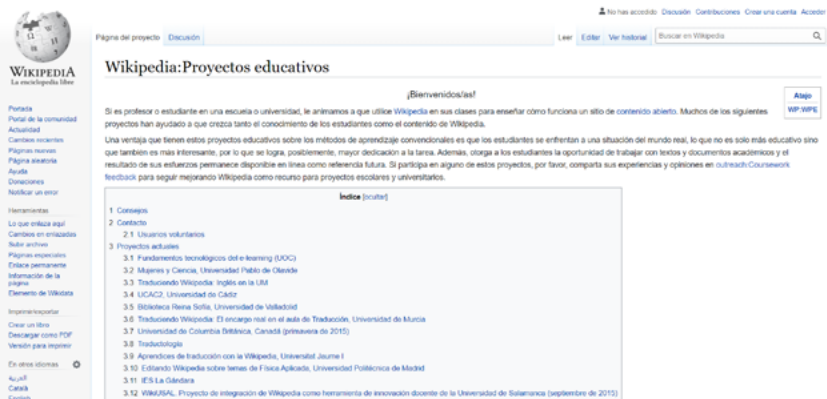 No has accedido Discusión Contribuciones Crear una cuenta Acceder
Página del proyecto Discusión Leer Editar Ver historial Buscar en Wikipedia
WIKIPEDIA
La enciclopedia libre
Portada
Portal de la comunidad
Actualidad
Cambios recientes
Páginas nuevas
Página aleatoria
Ayuda
Donaciones
Notificar un error
Herramientas
Lo que enlaza aquí
Cambios en enlazadas
Subir archivo
Páginas especiales
Enlace permanente
Información de la
página
Elemento de Wikidata
Imprimir/exportar
Crear un libro
Descargar como PDF
Versión para imprimir
En otros idiomas
العربية
Català
English
Wikipedia:Proyectos educativos
¡Bienvenidos/as!
Atajo
WP:WPE
Si es profesor o estudiante en una escuela o universidad, le animamos a que utilice Wikipedia en sus clases para enseñar cómo funciona un sitio de contenido abierto. Muchos de los siguientes
proyectos han ayudado a que crezca tanto el conocimiento de los estudiantes como el contenido de Wikipedia.
Una ventaja que tienen estos proyectos educativos sobre los métodos de aprendizaje convencionales es que los estudiantes se enfrentan a una situación del mundo real, lo que no es solo más educativo sino
que también es más interesante, por lo que se logra, posiblemente, mayor dedicación a la tarea. Además, otorga a los estudiantes la oportunidad de trabajar con textos y documentos académicos y el
resultado de sus esfuerzos permanece disponible en línea como referencia futura. Si participa en alguno de estos proyectos, por favor, comparta sus experiencias y opiniones en outreach:Coursework
feedback para seguir mejorando Wikipedia como recurso para proyectos escolares y universitarios.
Índice [ocultar]
1 Consejos
2 Contacto
2.1 Usuarios voluntarios
3 Proyectos actuales
3.1 Fundamentos tecnológicos del e-learning (UOC)
3.2 Mujeres y Ciencia, Universidad Pablo de Olavide
3.3 Traduciendo Wikipedia: Inglés en la UM
3.4 UCAC2, Universidad de Cádiz
3.5 Biblioteca Reina Sofía, Universidad de Valladolid
3.6 Traduciendo Wikipedia: El encargo real en el aula de Traducción, Universidad de Murcia
3.7 Universidad de Columbia Británica, Canadá (primavera de 2015)
3.8 Traductología
3.9 Aprendices de traducción con la Wikipedia, Universitat Jaume I
3.10 Editando Wikipedia sobre temas de Física Aplicada, Universidad Politécnica de Madrid
3.11 IES La Gándara
3.12 WikiUSAL. Proyecto de integración de Wikipedia como herramienta de innovación docente de la Universidad de Salamanca (septiembre de 2015)